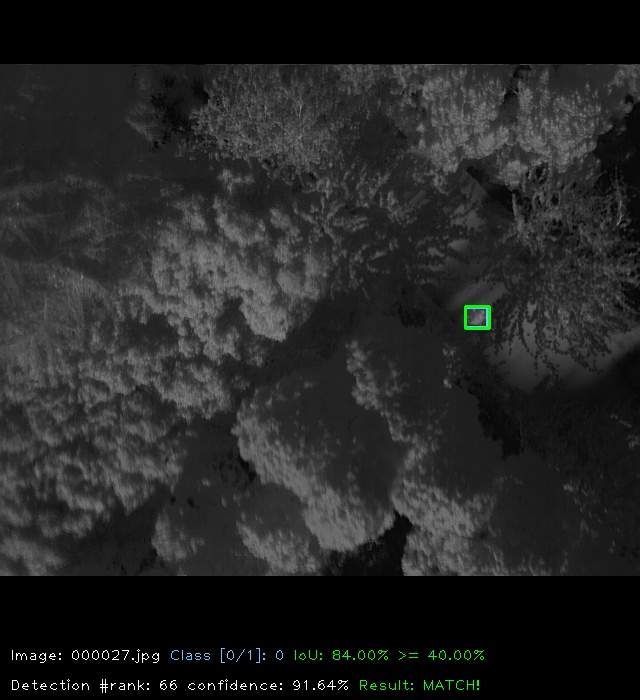 Image: 000027.jpg Class [0/1]: 0 IoU: 84.00% >= 40.00%
Detection #rank: 66 confidence: 91.64% Result: MATCH!